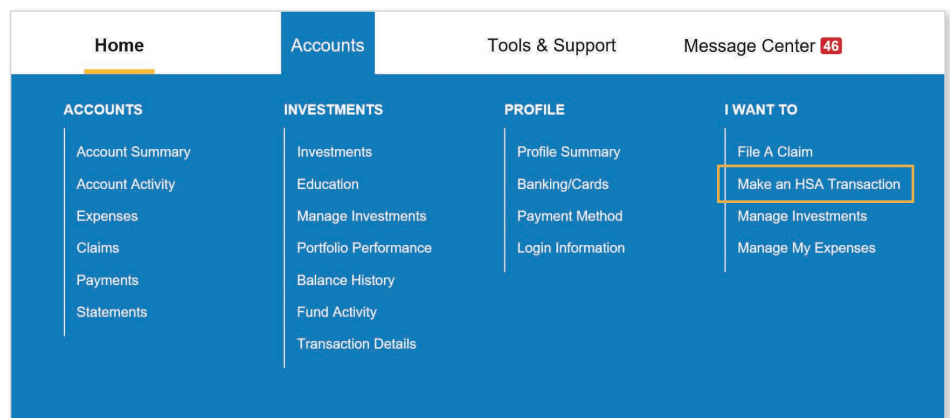 Home
Accounts
Tools & Support
Message Center 46
ACCOUNTS
Account Summary
Account Activity
Expenses
Claims
Payments
Statements
INVESTMENTS
Investments
Education
Manage Investments
Portfolio Performance
Balance History
Fund Activity
Transaction Details
PROFILE
Profile Summary
Banking/Cards
Payment Method
Login Information
I WANT TO
File A Claim
Make an HSA Transaction
Manage Investments
Manage My Expenses